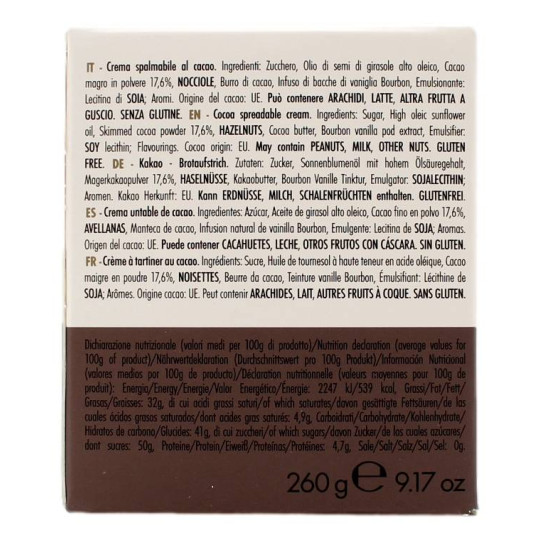 IT - Crema spalmabile al cacao. Ingredienti: Zucchero, Olio di semi di girasole alto oleico, Cacao
magro in polvere 17,6%, NOCCIOLE, Burro di cacao, Infuso di bacche di vaniglia Bourbon, Emulsionante:
Lecitina di SOIA; Aromi. Origine del cacao: UE. Può contenere ARACHIDI, LATTE, ALTRA FRUTTA A
GUSCIO. SENZA GLUTINE. EN - Cocoa spreadable cream. Ingredients: Sugar, High oleic sunflower
oil, Skimmed cocoa powder 17,6%, HAZELNUTS, Cocoa butter, Bourbon vanilla pod extract, Emulsifier:
SOY lecithin; Flavourings. Cocoa origin: EU. May contain PEANUTS, MILK, OTHER NUTS. GLUTEN
FREE. DE - Kakao - Brotaufstrich. Zutaten: Zucker, Sonnenblumenöl mit hohem Ölsäuregehalt,
Magerkakaopulver 17,6%, HASELNÜSSE, Kakaobutter, Bourbon Vanille Tinktur, Emulgator: SOJALECITHIN;
Aromen. Kakao Herkunft: EU. Kann ERDNÜSSE, MILCH, SCHALENFRÜCHTEN enthalten. GLUTENFREI.
ES - Crema untable de cacao. Ingredientes: Azúcar, Aceite de girasol alto oleico, Cacao fino en polvo 17,6%,
AVELLANAS, Manteca de cacao, Infusión natural de vainilla Bourbon, Emulgente: Lecitina de SOJA; Aromas.
Origen del cacao: UE. Puede contener CACAHUETES, LECHE, OTROS FRUTOS CON CÁSCARA. SIN GLUTEN.
FR - Crème à tartiner au cacao. Ingrédients: Sucre, Huile de tournesol à haute teneur en acide oléique, Cacao
maigre en poudre 17,6%, NOISETTES, Beurre da cacao, Teinture vanille Bourbon, Émulsifiant: Lécithine de
SOJA; Arômes. Origine cacao: UE. Peut contenir ARACHIDES, LAIT, AUTRES FRUITS À COQUE. SANS GLUTEN.
Dichiarazione nutrizionale (valori medi per 100g di prodotto)/Nutrition declaration (average values for
100g of product)/Nährwertdeklaration (Durchschnittswert pro 100g Produkt)/Información Nutricional
(valores medios por 100g de producto)/Déclaration nutritionnelle (valeurs moyennes pour 100g de
produit): Energia/Energy/Energie/Valor Energético/Énergie: 2247 kJ/539 kcal, Grassi/Fat/Fett/
Grasas/Graisses: 32g, di cui acidi grassi saturi/of which saturates/davon gesättigte Fettsäuren/de las
cuales ácidos grasos saturados/dont acides gras saturés: 4,9g, Carboidrati/Carbohydrate/Kohlenhydrate/
Hidratos de carbono/Glucides: 41g, di cui zuccheri/of which sugars/davon Zucker/de las cuales azúcares/
dont sucres: 50g, Proteine/Protein/Eiweiß/Proteínas/Protéines: 4,7g, Sale/Salt/Salz/Sal/Sel: 0g.
260 g e 9.17 oz